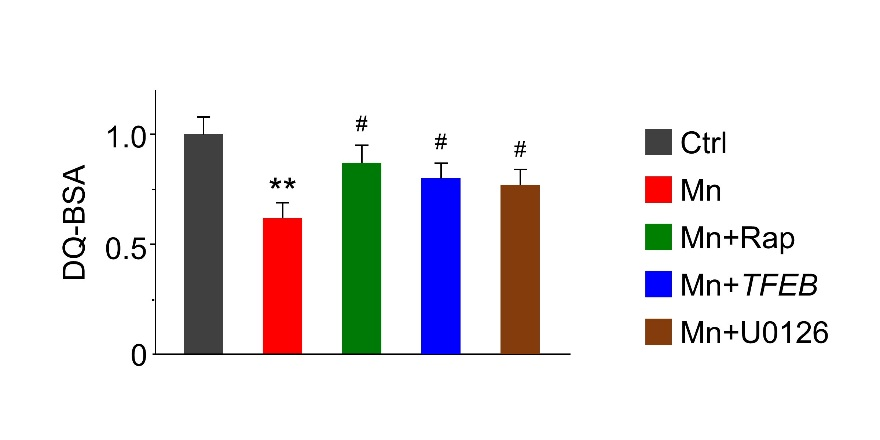 DQ-BSA
1.0
0.5
0
**
#
#
#
Ctrl
Mn
Mn+Rap
Mn+TFEB
Mn+U0126